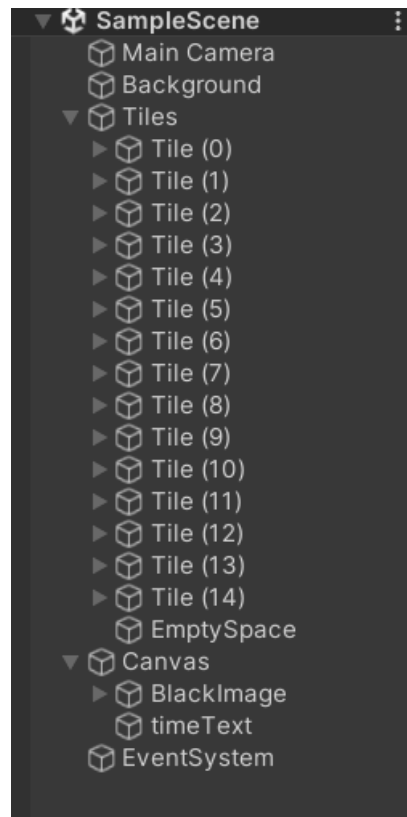 SampleScene
Main Camera
Background
Tiles
Tile (0)
Tile (1)
Tile (2)
Tile (3)
Tile (4)
Tile (5)
Tile (6)
Tile (7)
Tile (8)
Tile (9)
Tile (10)
Tile (11)
Tile (12)
Tile (13)
Tile (14)
EmptySpace
Canvas
BlackImage
timeText
EventSystem